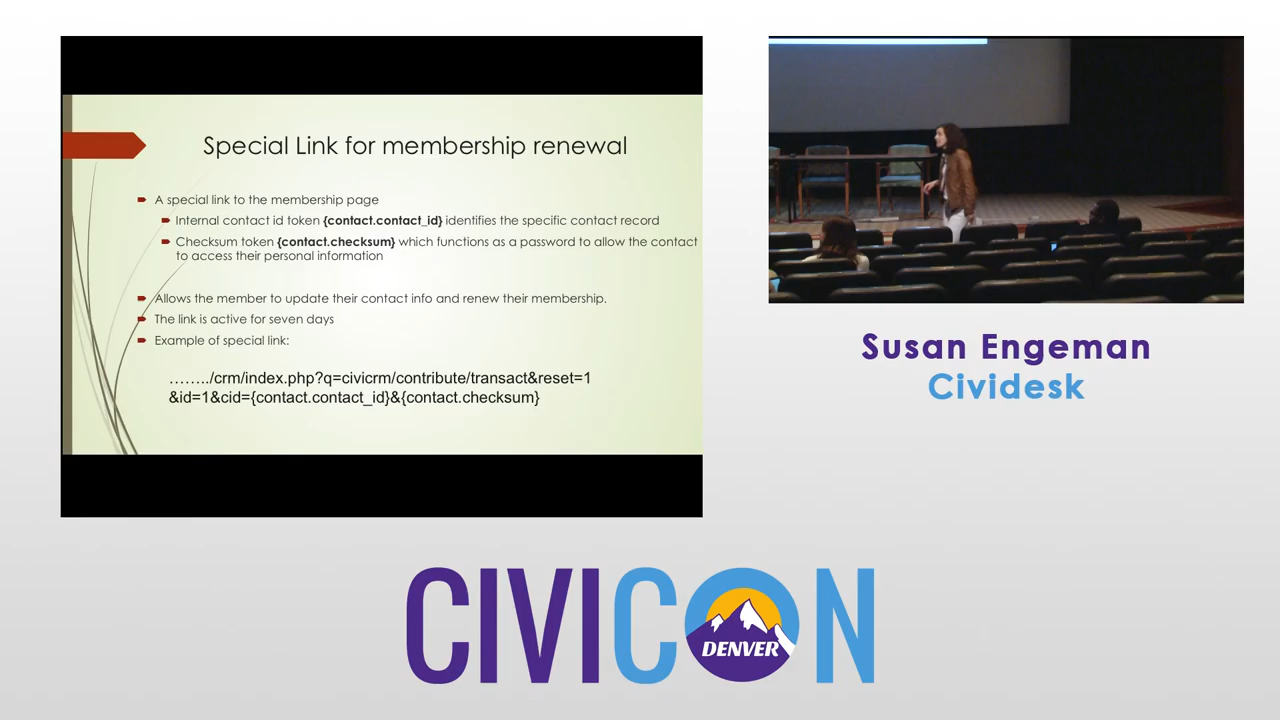 Special Link for membership renewal
A special link to the membership page
Internal contact id token {contact.contact_id} identifies the specific contact record
Checksum token {contact.checksum} which functions as a password to allow the contact
to access their personal information
Allows the member to update their contact info and renew their membership.
The link is active for seven days
Example of special link:
......../crm/index.php?q=civicrm/contribute/transact&reset=1
&id=1&cid={contact.contact_id}&{contact.checksum}
Susan Engeman
Cividesk
CIVICON
DENVER